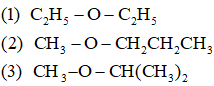 (1) C₂H₅ – O – C₂H₅
(2) CH₃ – O – CH₂CH₂CH₃
(3) CH₃–O – CH(CH₃)₂